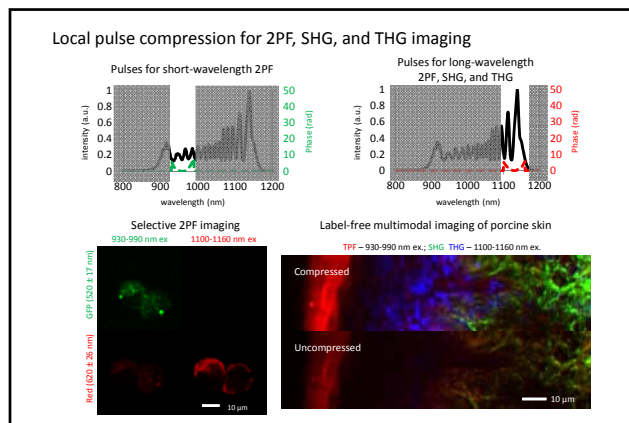 Local pulse compression for 2PF, SHG, and THG imaging
Pulses for short-wavelength 2PF
Pulses for long-wavelength
2PF, SHG, and THG
intensity (a.u.)
1
0.8
0.6
0.4
0.2
0
50
40
30
20
10
0
Phase (rad)
800 900 1000 1100 1200
wavelength (nm)
intensity (a.u.)
1
0.8
0.6
0.4
0.2
0
50
40
30
20
10
0
Phase (rad)
800 900 1000 1100 1200
wavelength (nm)
Selective 2PF imaging
930-990 nm ex 1100-1160 nm ex
GFP (520 ± 17 nm)
Red (620 ± 26 nm)
10 µm
Label-free multimodal imaging of porcine skin
TPF – 930-990 nm ex.; SHG THG – 1100-1160 nm ex.
Compressed
Uncompressed
10 µm